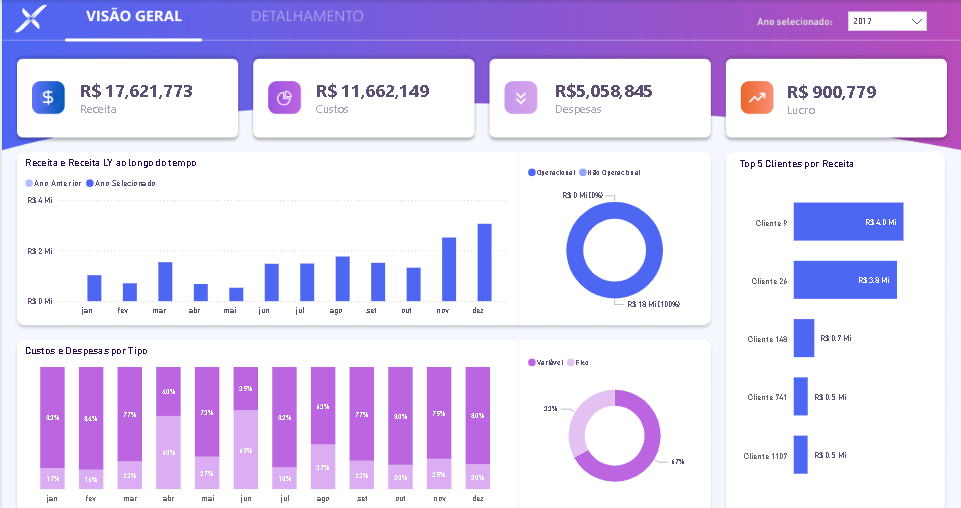 VISÃO GERAL
DETALHAMENTO
Ano selecionado:
2017
R$ 17,621,773
Receita
R$ 11,662,149
Custos
R$5,058,845
Despesas
R$ 900,779
Lucro
Receita e Receita LY ao longo do tempo
Ano Anterior Ano Selecionado
R$ 4 Mi
R$ 2 Mi
R$ 0 Mi
jan fev mar abr mai jun jul ago set out nov dez
Operacional Não Operacional
R$ 0 Mi (0%)
R$ 18 Mi (100%)
Top 5 Clientes por Receita
Cliente 9 R$ 4.0 Mi
Cliente 26 R$ 3.8 Mi
Cliente 148 R$ 0.7 Mi
Cliente 741 R$ 0.5 Mi
Cliente 1107 R$ 0.5 Mi
Custos e Despesas por Tipo
83% 84% 77% 40% 73% 35% 82% 63% 77% 80% 75% 80%
17% 16% 23% 60% 27% 65% 18% 37% 23% 20% 25% 20%
jan fev mar abr mai jun jul ago set out nov dez
Variável Fixo
33%
67%